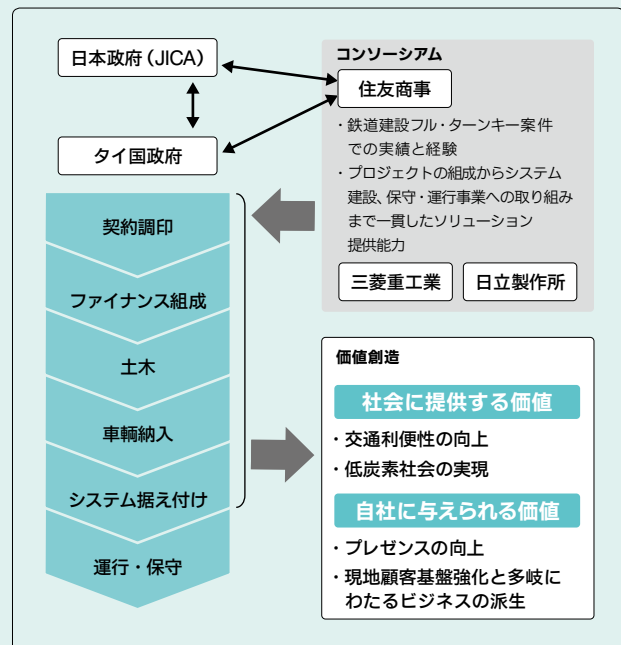 日本政府（JICA）
タイ国政府
コンソーシアム
住友商事
・鉄道建設フル・ターンキー案件
での実績と経験
・プロジェクトの組成からシステム
建設、保守・運行事業への取り組み
まで一貫したソリューション
提供能力
三菱重工業
日立製作所
契約調印
ファイナンス組成
土木
車輌納入
システム据え付け
運行・保守
価値創造
社会に提供する価値
・交通利便性の向上
・低炭素社会の実現
自社に与えられる価値
・プレゼンスの向上
・現地顧客基盤強化と多岐に
わたるビジネスの派生